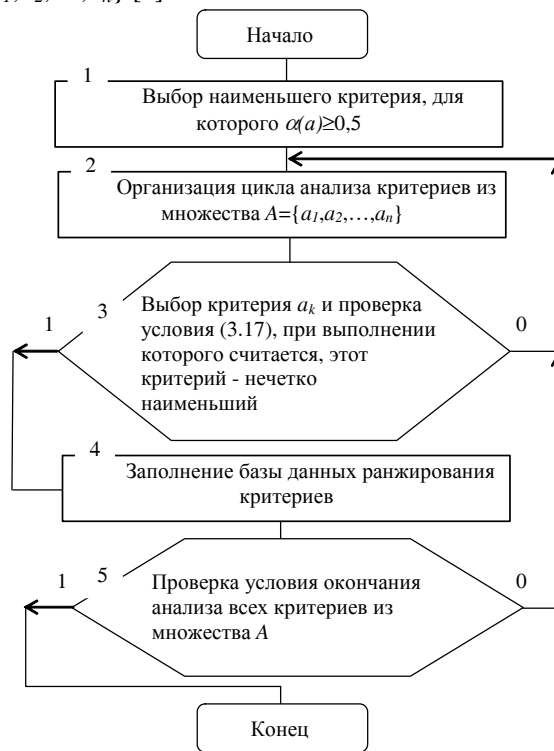 Начало
1
Выбор наименьшего критерия, для
которого α(a)≥0,5
2
Организация цикла анализа критериев из
множества A={a1,a2,…,an}
3
1
0
Выбор критерия ak и проверка
условия (3.17), при выполнении
которого считается, этот
критерий - нечетко
наименьший
4
Заполнение базы данных ранжирования
критериев
5
1
0
Проверка условия окончания
анализа всех критериев из
множества A
Конец